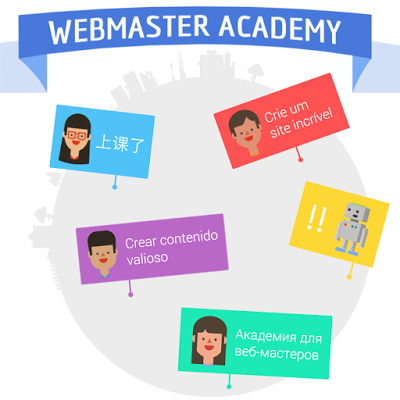 WEBMASTER ACADEMY
上课了
Crie um
site incrível
!!
Crear contenido
valioso
Академия для
веб-мастеров